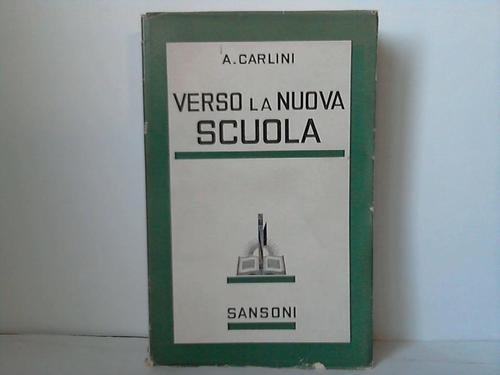 A. CARLINI
VERSO LA NUOVA
SCUOLA
SANSONI